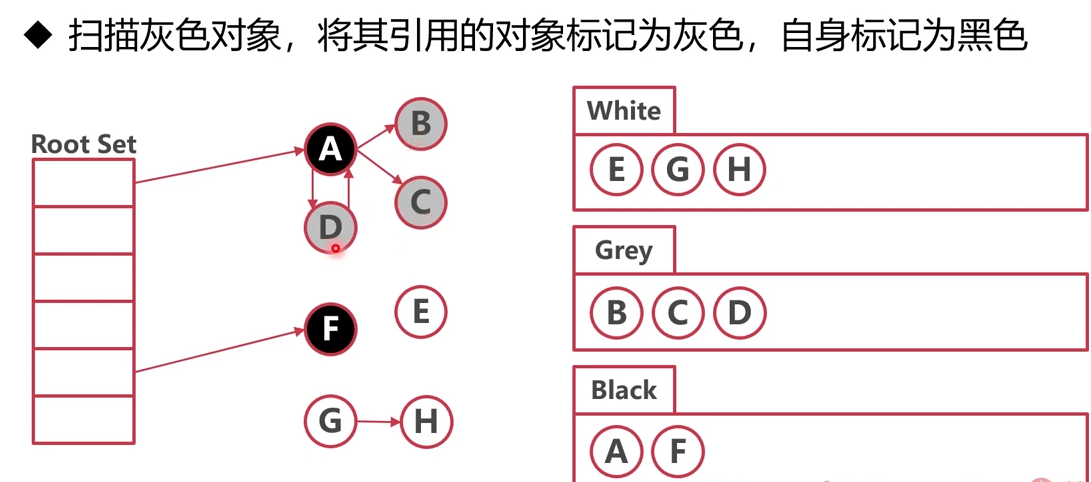 ◆ 扫描灰色对象，将其引用的对象标记为灰色，自身标记为黑色
Root Set
A
B
C
D
E
F
G
H
White
E G H
Grey
B C D
Black
A F